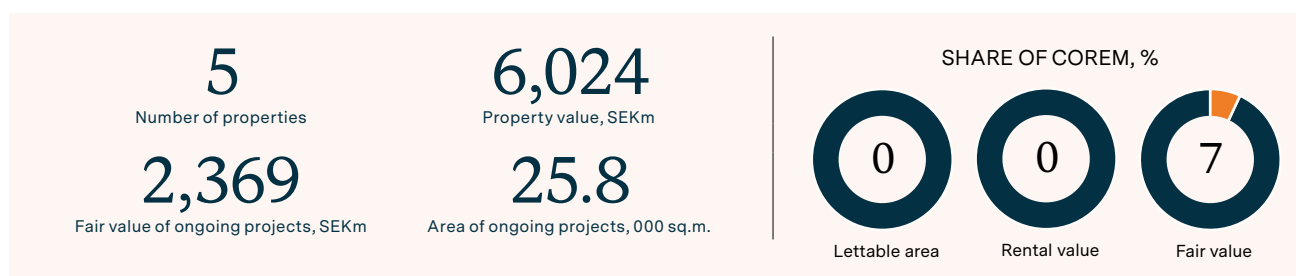 5
Number of properties
6,024
Property value, SEKm
2,369
Fair value of ongoing projects, SEKm
25.8
Area of ongoing projects, 000 sq.m.
SHARE OF COREM, %
0
Lettable area
0
Rental value
7
Fair value